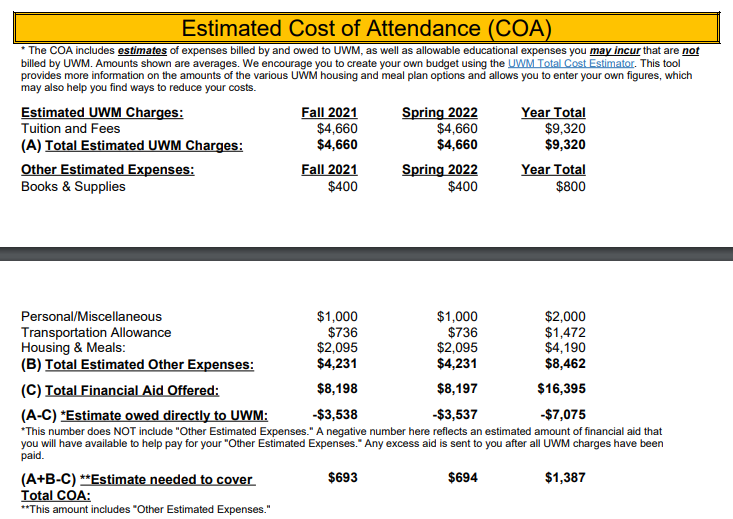 Estimated Cost of Attendance (COA)
* The COA includes estimates of expenses billed by and owed to UWM, as well as allowable educational expenses you may incur that are not
billed by UWM. Amounts shown are averages. We encourage you to create your own budget using the UWM Total Cost Estimator. This tool
provides more information on the amounts of the various UWM housing and meal plan options and allows you to enter your own figures, which
may also help you find ways to reduce your costs.
Estimated UWM Charges: Fall 2021 Spring 2022 Year Total
Tuition and Fees $4,660 $4,660 $9,320
(A) Total Estimated UWM Charges: $4,660 $4,660 $9,320
Other Estimated Expenses: Fall 2021 Spring 2022 Year Total
Books & Supplies $400 $400 $800
Personal/Miscellaneous $1,000 $1,000 $2,000
Transportation Allowance $736 $736 $1,472
Housing & Meals: $2,095 $2,095 $4,190
(B) Total Estimated Other Expenses: $4,231 $4,231 $8,462
(C) Total Financial Aid Offered: $8,198 $8,197 $16,395
(A-C) *Estimate owed directly to UWM: -$3,538 -$3,537 -$7,075
*This number does NOT include "Other Estimated Expenses." A negative number here reflects an estimated amount of financial aid that
you will have available to help pay for your "Other Estimated Expenses." Any excess aid is sent to you after all UWM charges have been
paid.
(A+B-C) **Estimate needed to cover $693 $694 $1,387
Total COA:
**This amount includes "Other Estimated Expenses."